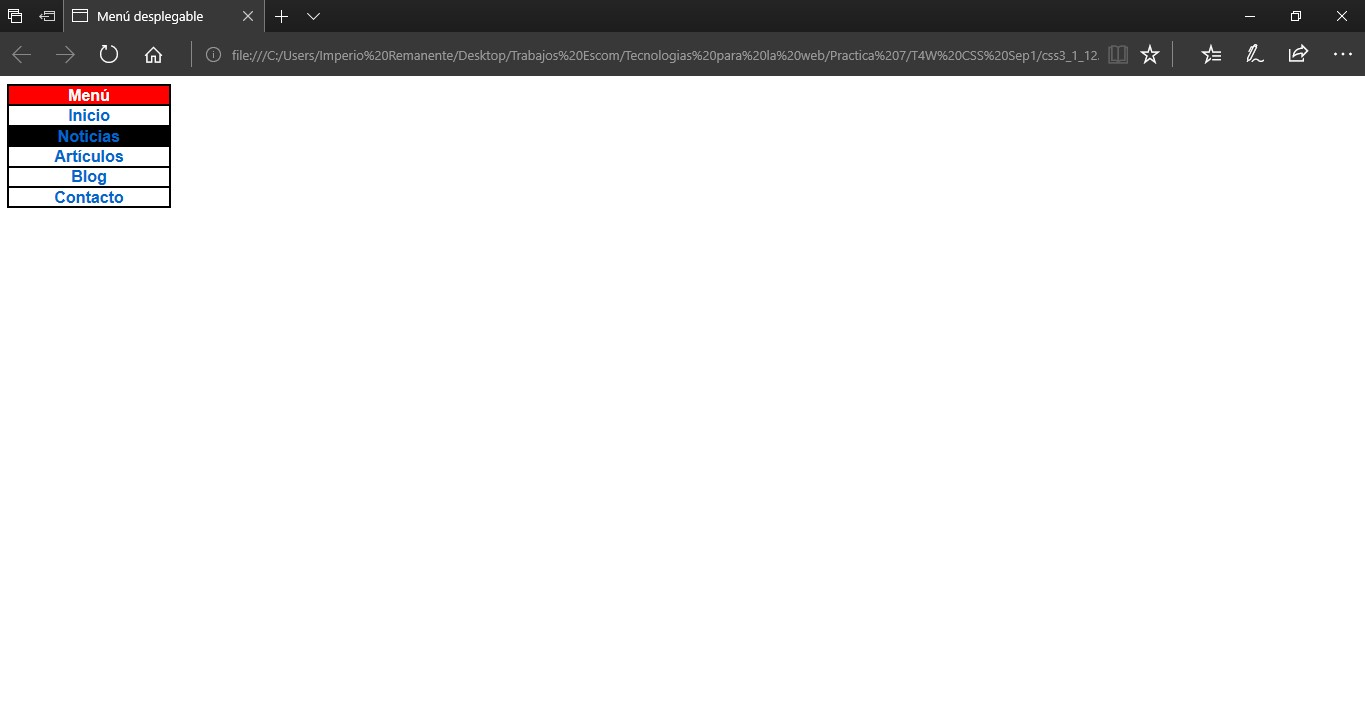 Menú desplegable
file:///C:/Users/Imperio%20Remanente/Desktop/Trabajos%20Escom/Tecnologias%20para%20la%20web/Practica%207/T4W%20CSS%20Sep1/css3_1_12.
Menú
Inicio
Noticias
Artículos
Blog
Contacto